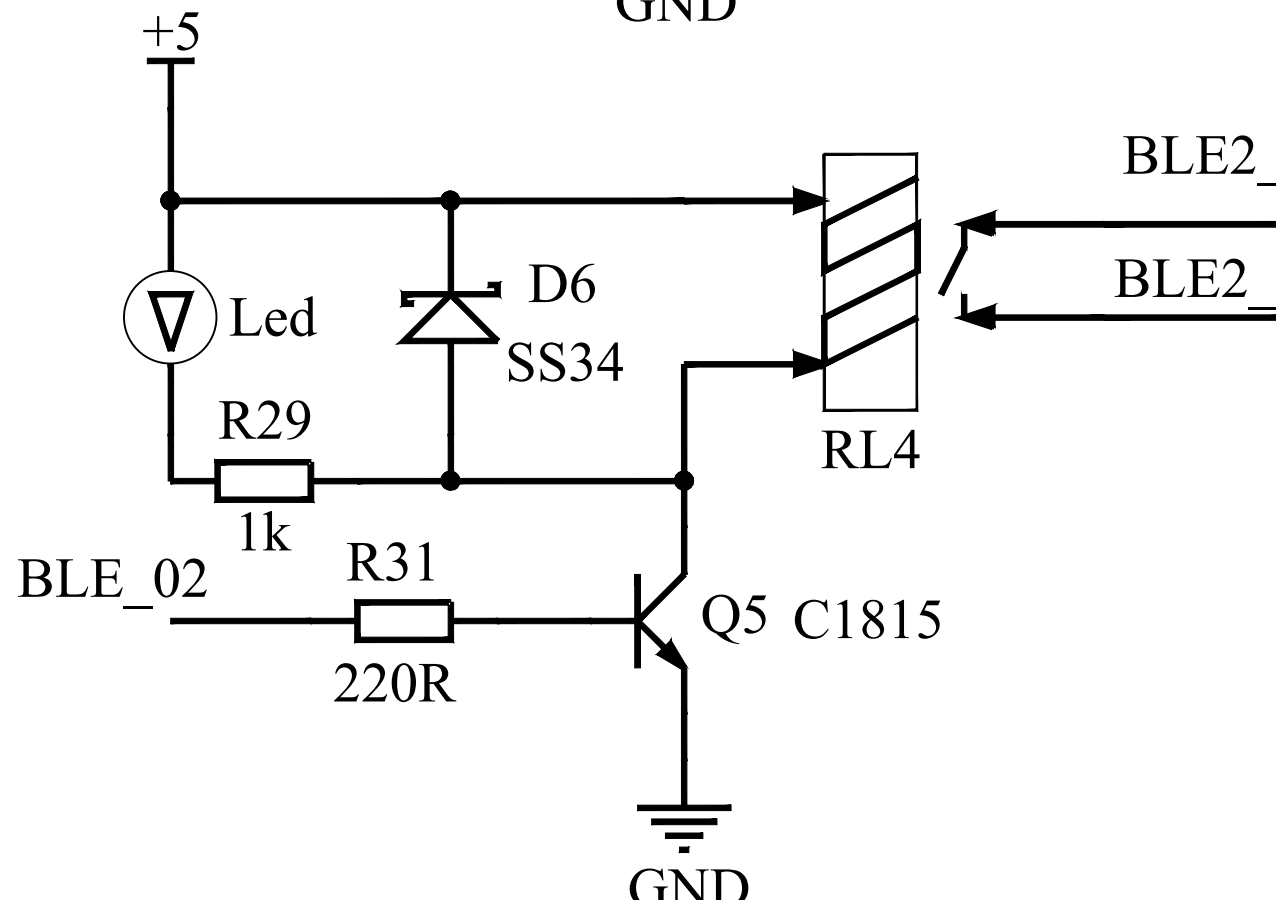 GND
+5
BLE2_
D6
BLE2_
Led
SS34
R29
RL4
1k
R31
BLE_02
Q5 C1815
220R
GND